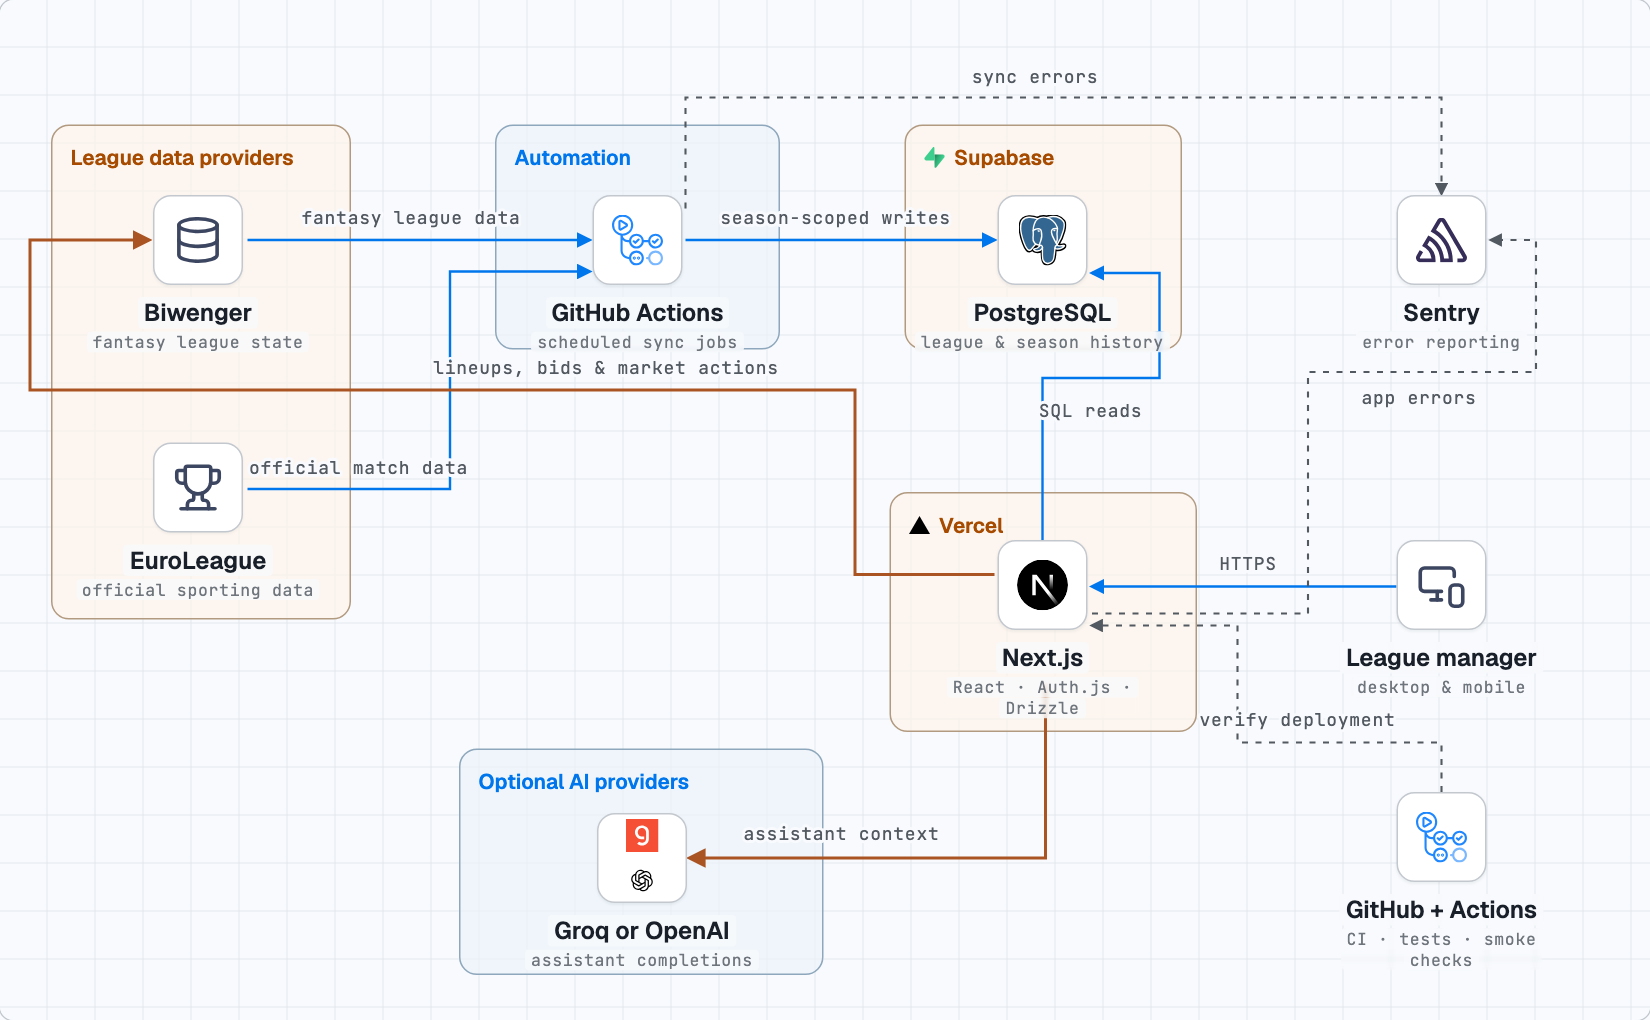 sync errors
League data providers
Automation
Supabase
fantasy league data
season-scoped writes
Biwenger
fantasy league state
GitHub Actions
scheduled sync jobs
PostgreSQL
league & season history
Sentry
error reporting
lineups, bids & market actions
app errors
SQL reads
official match data
EuroLeague
official sporting data
Vercel
N
HTTPS
Next.js
React · Auth.js ·
Drizzle
League manager
desktop & mobile
verify deployment
Optional AI providers
g
assistant context
Groq or OpenAI
assistant completions
GitHub + Actions
CI · tests · smoke
checks